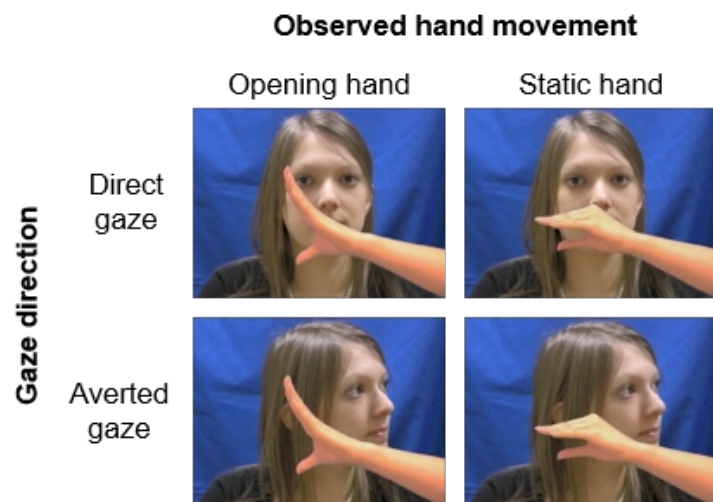 Observed hand movement
Opening hand
Static hand
Gaze direction
Direct
gaze
Averted
gaze